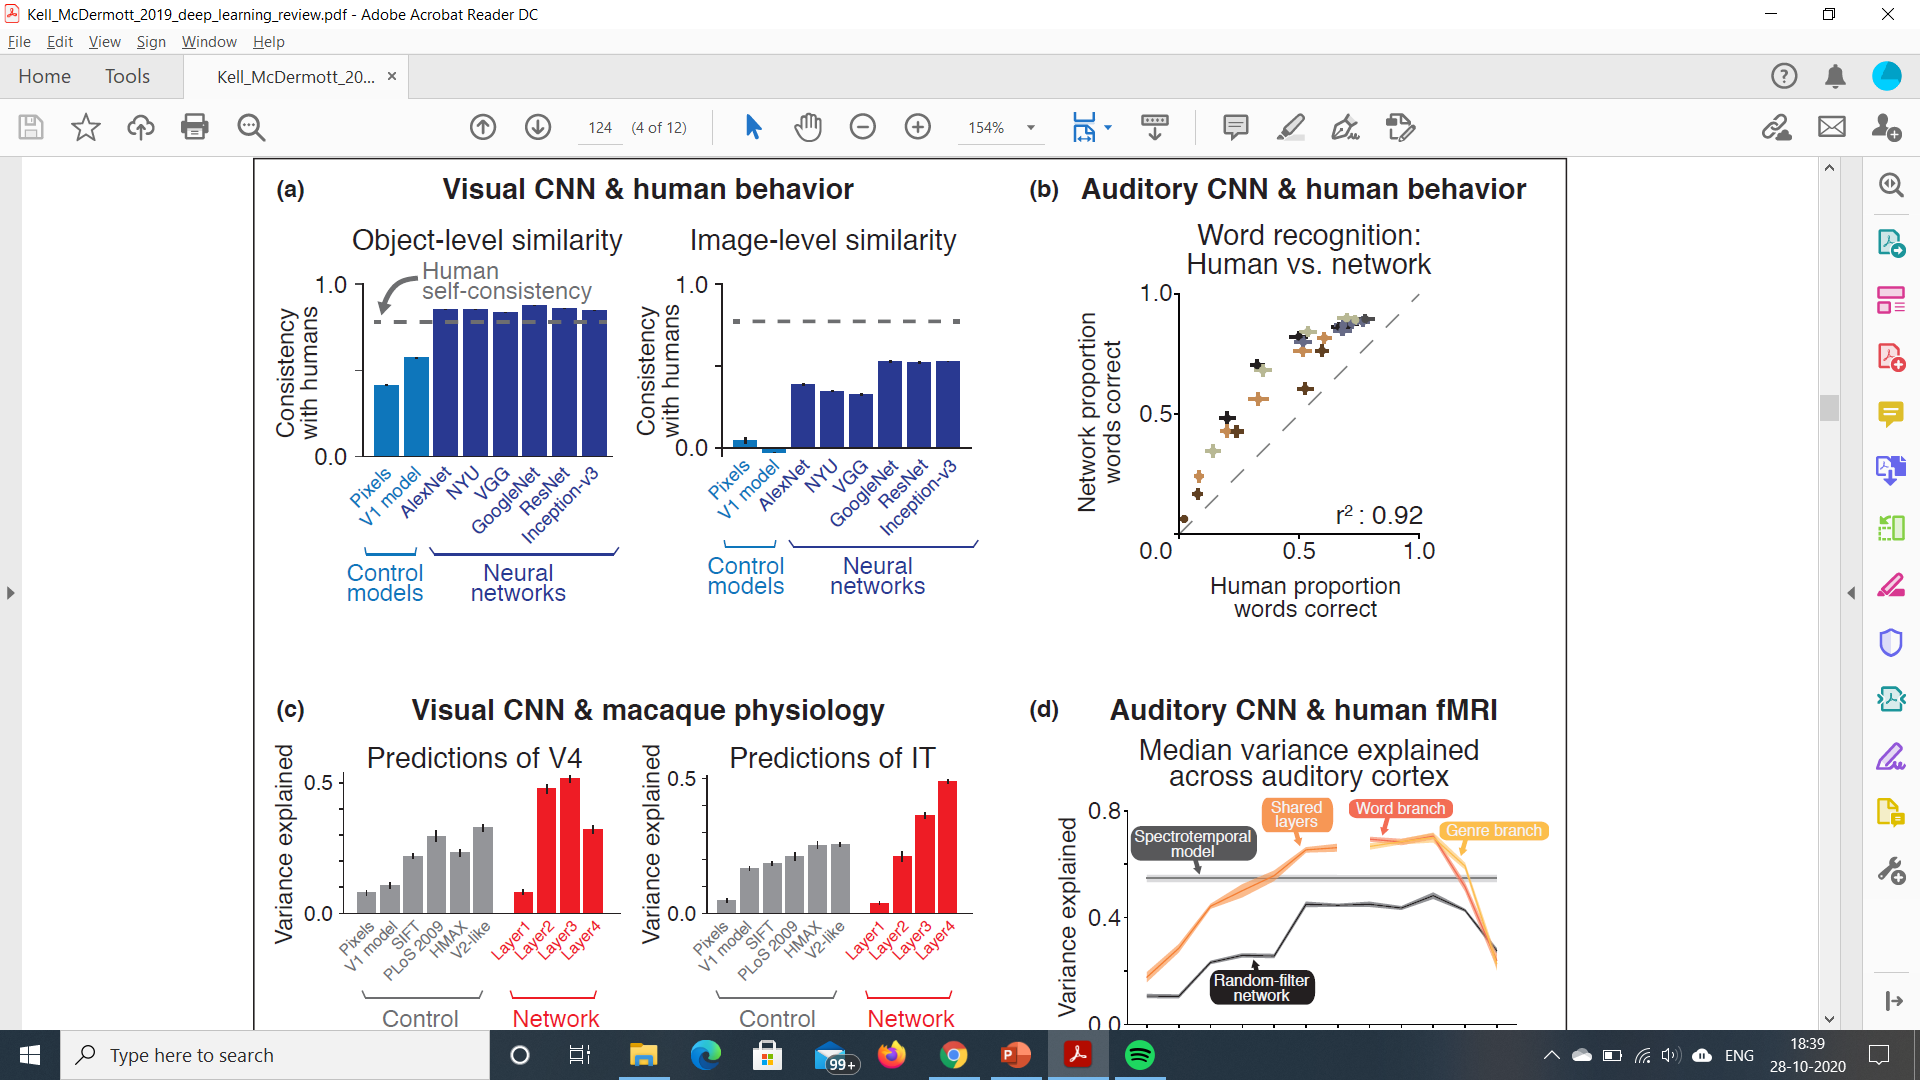 Kell_McDermott_2019_deep_learning_review.pdf - Adobe Acrobat Reader DC
File Edit View Sign Window Help
Home Tools Kell_McDermott_20... ×
124 (4 of 12) 154%
(a) Visual CNN & human behavior
Object-level similarity
Human
self-consistency
1.0
0.0
Consistency
with humans
Pixels
V1 model
AlexNet
NYU
VGG
GoogleNet
ResNet
Inception-v3
Control
models
Neural
networks
Image-level similarity
1.0
0.0
Consistency
with humans
Pixels
V1 model
AlexNet
NYU
VGG
GoogleNet
ResNet
Inception-v3
Control
models
Neural
networks
(b) Auditory CNN & human behavior
Word recognition:
Human vs. network
1.0
0.5
Network proportion
words correct
r² : 0.92
0.0 0.5 1.0
Human proportion
words correct
(c) Visual CNN & macaque physiology
Predictions of V4
0.5
0.0
Variance explained
Pixels
V1 model
SIFT
PLoS 2009
HMAX
V2-like
Layer1
Layer2
Layer3
Layer4
Control
Network
Predictions of IT
0.5
0.0
Variance explained
Pixels
V1 model
SIFT
PLoS 2009
HMAX
V2-like
Layer1
Layer2
Layer3
Layer4
Control
Network
(d) Auditory CNN & human fMRI
Median variance explained
across auditory cortex
0.8
0.4
0.0
Variance explained
Spectrotemporal
model
Shared
layers
Word branch
Genre branch
Random-filter
network
Type here to search
99+
ENG
18:39
28-10-2020